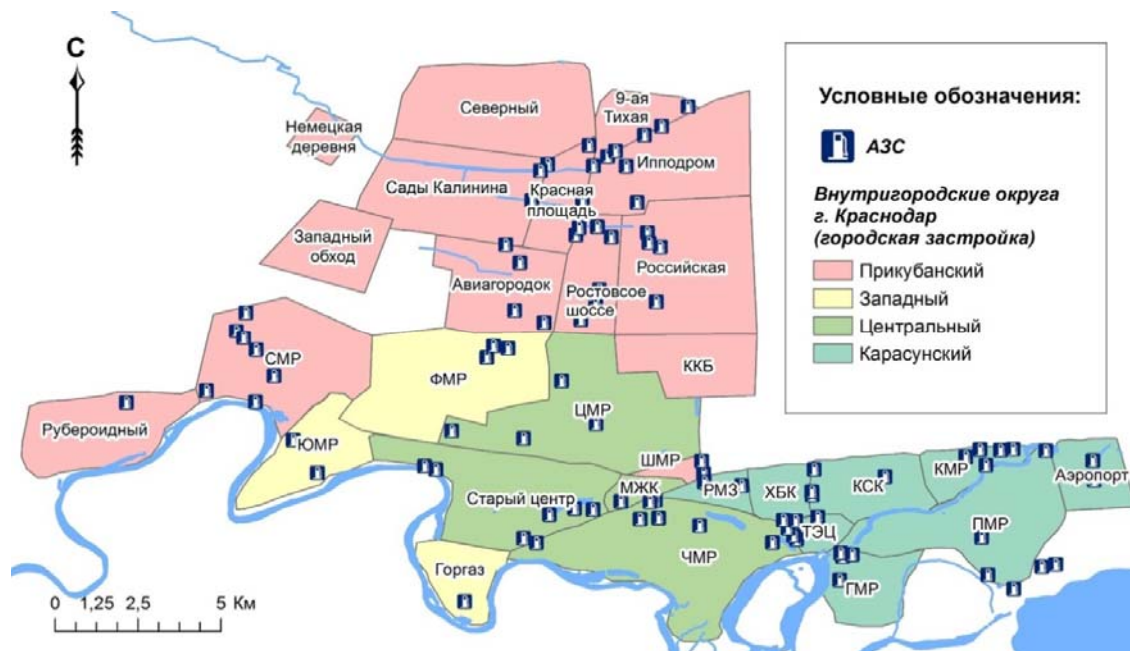 С
Северный
9-ая
Тихая
Немецкая
деревня
Ипподром
Сады Калинина
Красная
площадь
Западный
обход
Российская
Авиагородок
Ростовсое
шоссе
СМР
ФМР
ККБ
ЦМР
Рубероидный
ЮМР
ШМР
КМР
Аэропорт
МЖК
РМЗ
ХБК
КСК
Старый центр
ТЭЦ
ПМР
ЧМР
Горгаз
ГМР
0 1,25 2,5 5 Км
Условные обозначения:
АЗС
Внутригородские округа
г. Краснодар
(городская застройка)
Прикубанский
Западный
Центральный
Карасунский